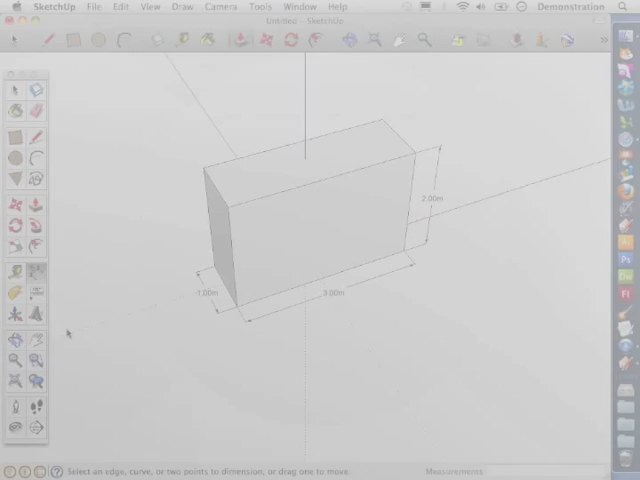 SketchUp File Edit View Draw Camera Tools Window Help Demonstration
Untitled - SketchUp
2.00m
1.00m
3.00m
Select an edge, curve, or two points to dimension, or drag one to move. Measurements